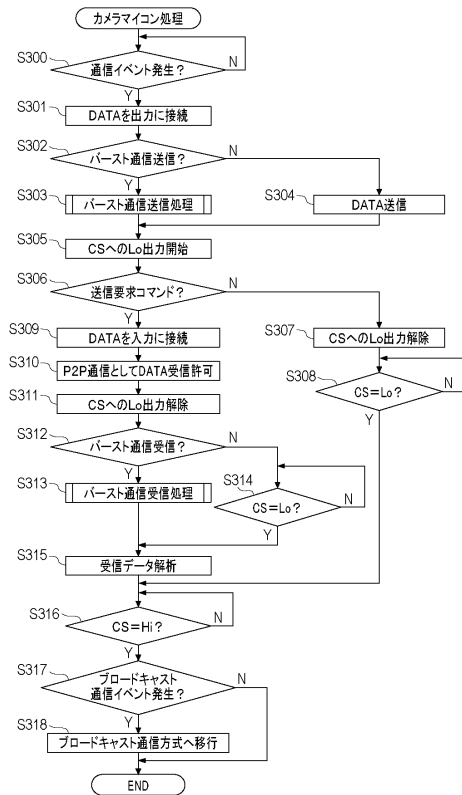 カメラマイコン処理
S300
通信イベント発生？
N
Y
S301
DATAを出力に接続
S302
バースト通信送信？
N
Y
S303
バースト通信送信処理
S304
DATA送信
S305
CSへのLo出力開始
S306
送信要求コマンド？
N
Y
S309
DATAを入力に接続
S307
CSへのLo出力解除
S310
P2P通信としてDATA受信許可
S308
CS=Lo？
N
Y
S311
CSへのLo出力解除
S312
バースト通信受信？
N
Y
S313
バースト通信受信処理
S314
CS=Lo？
N
Y
S315
受信データ解析
S316
CS=Hi？
N
Y
S317
ブロードキャスト
通信イベント発生？
N
Y
S318
ブロードキャスト通信方式へ移行
END